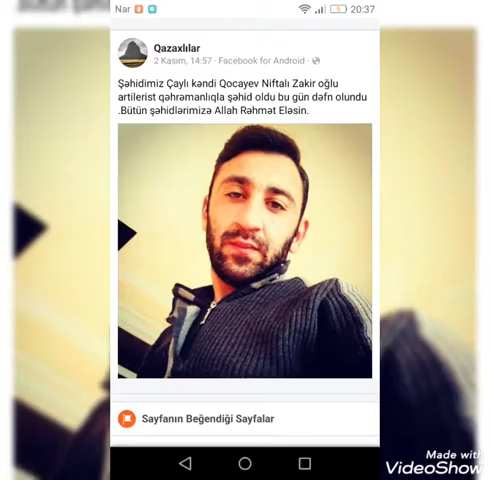 Nar 5 20:37
Qazaxlılar
2 Kasım, 14:57 · Facebook for Android ·
Şəhidimiz Çaylı kəndi Qocayev Niftalı Zakir oğlu
artilerist qəhrəmanlıqla şəhid oldu bu gün dəfn olundu
.Bütün şəhidlərimizə Allah Rəhmət Eləsin.
Sayfanın Beğendiği Sayfalar
Made with
VideoShow